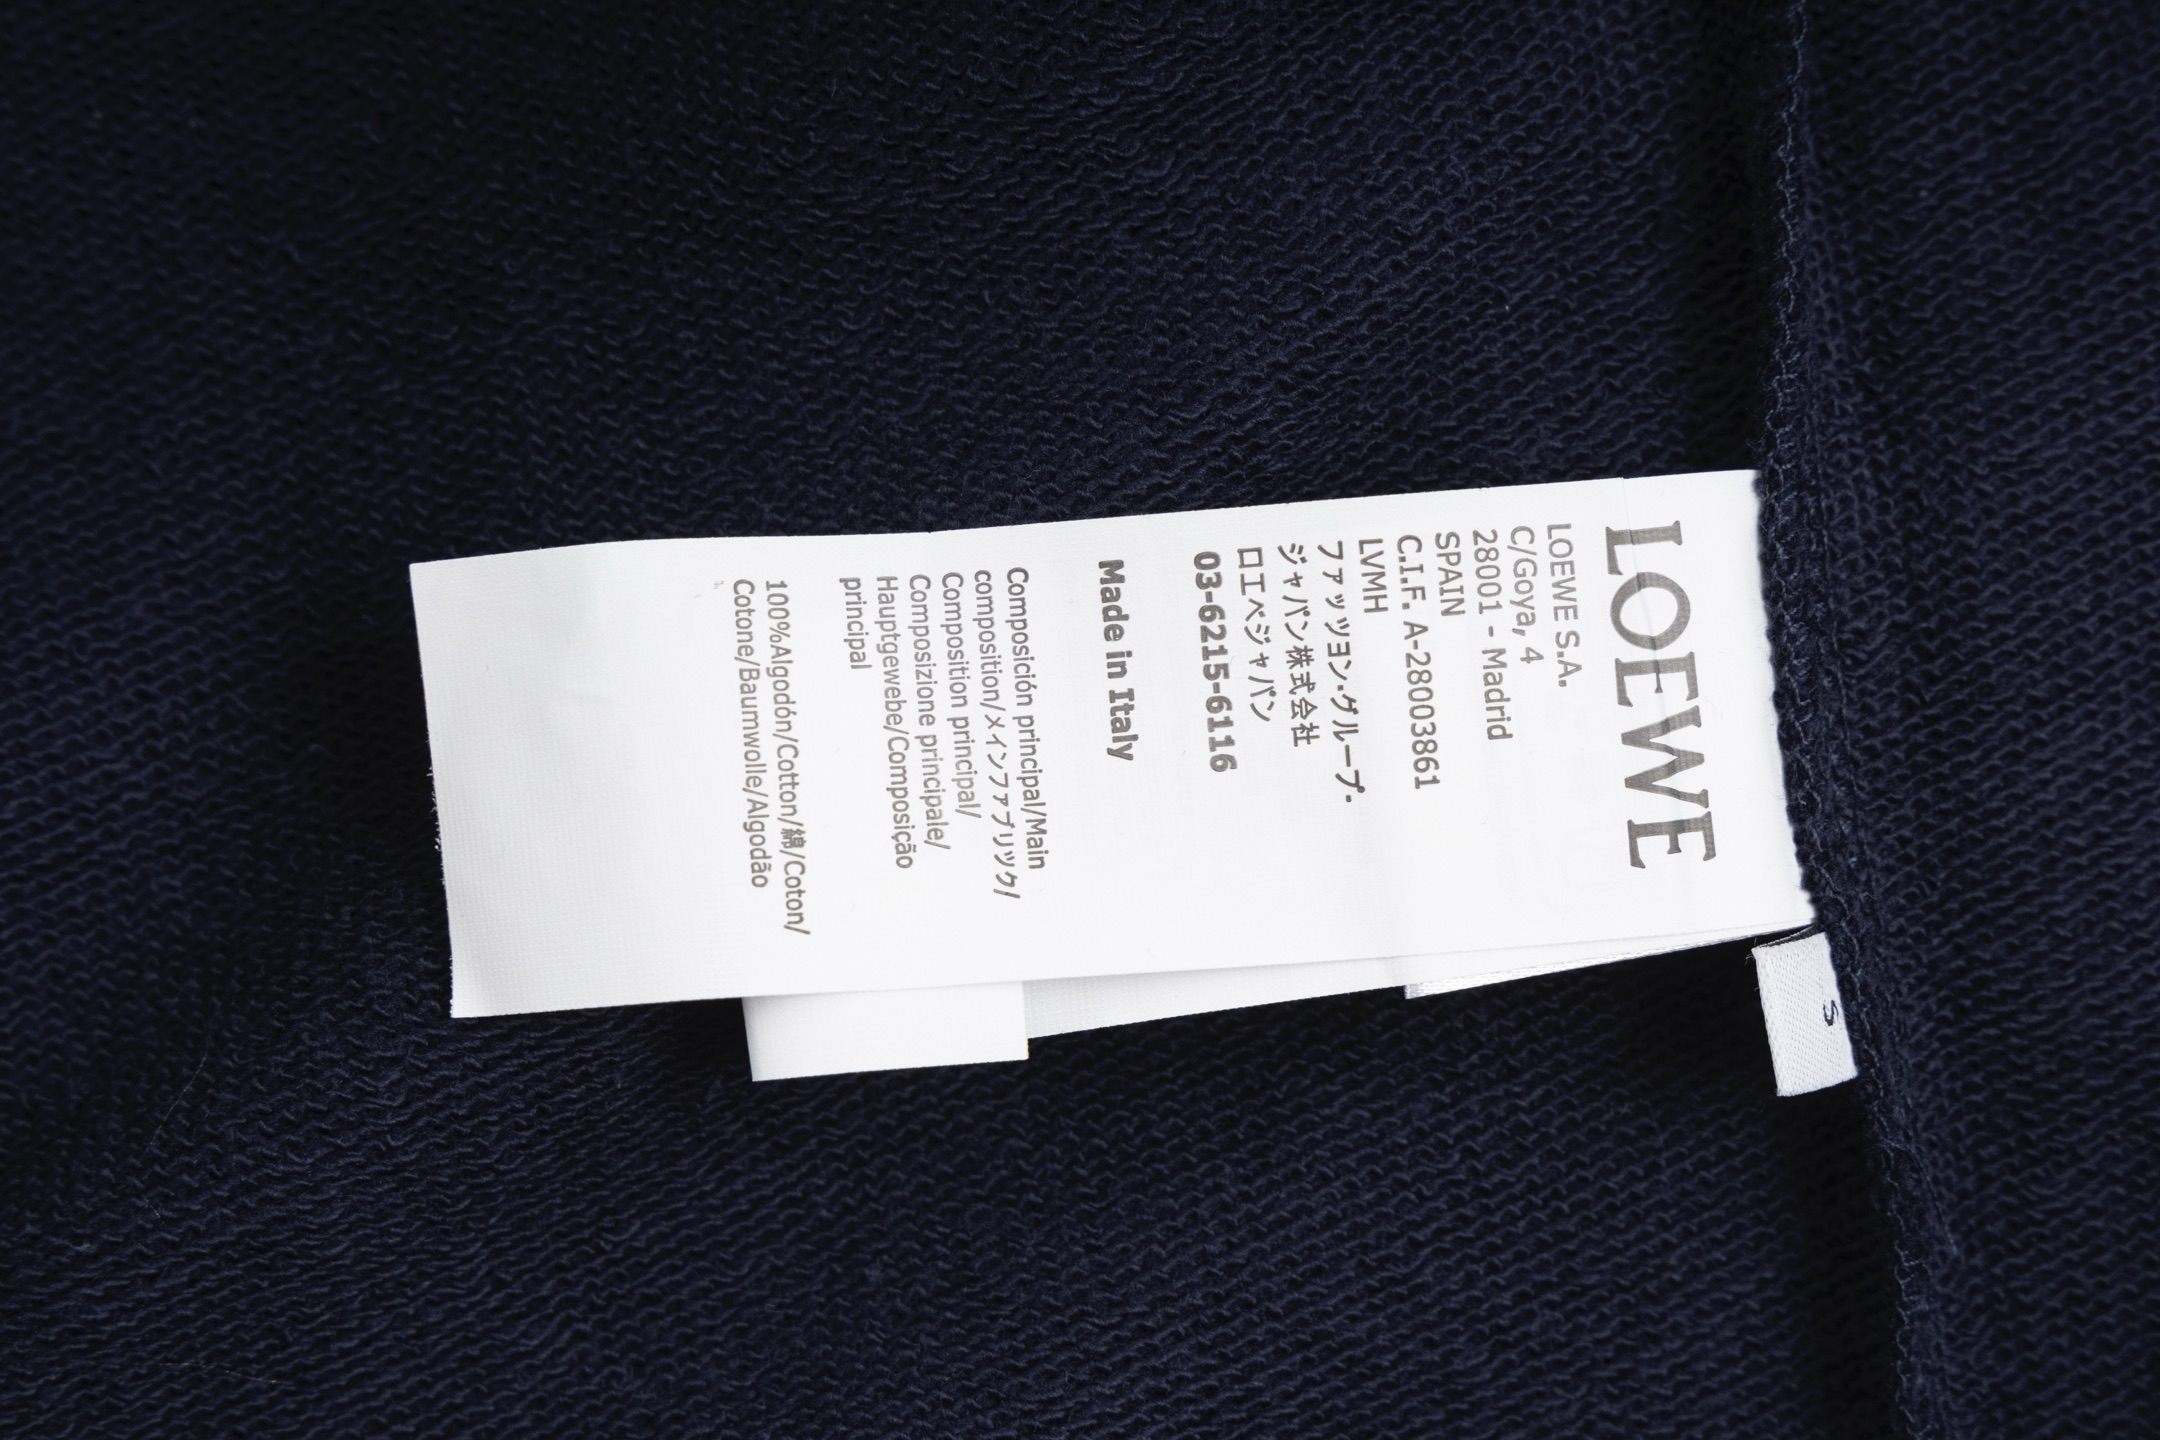 LOEWE
LOEWE S.A.
C/Goya, 4
28001 - Madrid
SPAIN
C.I.F. A-28003861
LVMH
ファッツヨン·グループ.
ジャパン株式会社
ロエベジャパン
03-6215-6116
Made in Italy
Composición principal/Main
composition/メインファブリツク/
Composition principal/
Composizione principale/
Hauptgewebe/Composição
principal
100%Algodón/Cotton/綿/Coton/
Cotone/Baumwolle/Algodão
S